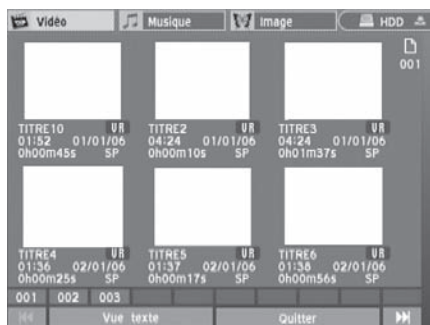 Vidéo Musique Image HDD
001
TITRE10 VR TITRE2 VR TITRE3 VR
01:52 01/01/06 04:24 01/01/06 04:24 01/01/06
0h00m45s SP 0h00m10s SP 0h01m37s SP
TITRE4 VR TITRE5 VR TITRE6 VR
01:36 02/01/06 01:37 02/01/06 01:38 02/01/06
0h00m25s SP 0h00m17s SP 0h00m56s SP
001 002 003
Vue texte Quitter